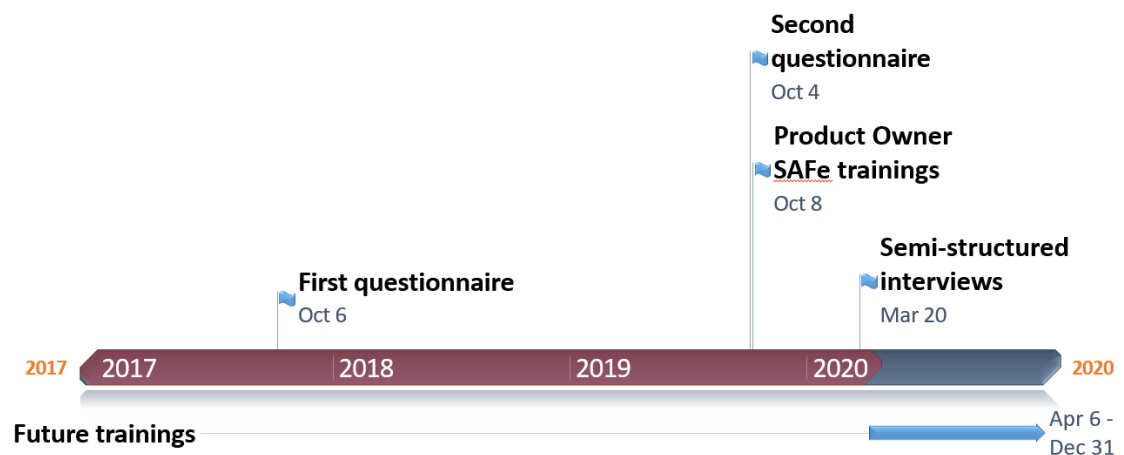 Second
questionnaire
Oct 4
Product Owner
SAFe trainings
Oct 8
Semi-structured
interviews
Mar 20
First questionnaire
Oct 6
2017
2017
2018
2019
2020
2020
Future trainings
Apr 6 -
Dec 31